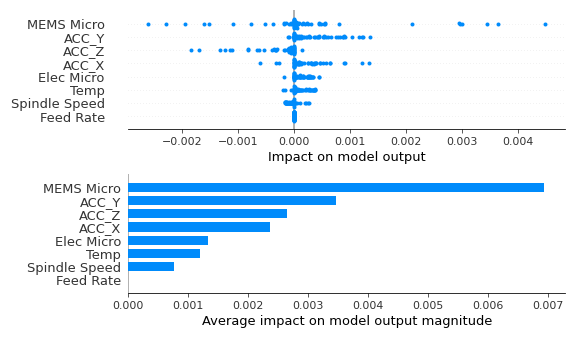 MEMS Micro
ACC_Y
ACC_Z
ACC_X
Elec Micro
Temp
Spindle Speed
Feed Rate
−0.002 −0.001 0.000 0.001 0.002 0.003 0.004
Impact on model output
MEMS Micro
ACC_Y
ACC_Z
ACC_X
Elec Micro
Temp
Spindle Speed
Feed Rate
0.000 0.001 0.002 0.003 0.004 0.005 0.006 0.007
Average impact on model output magnitude